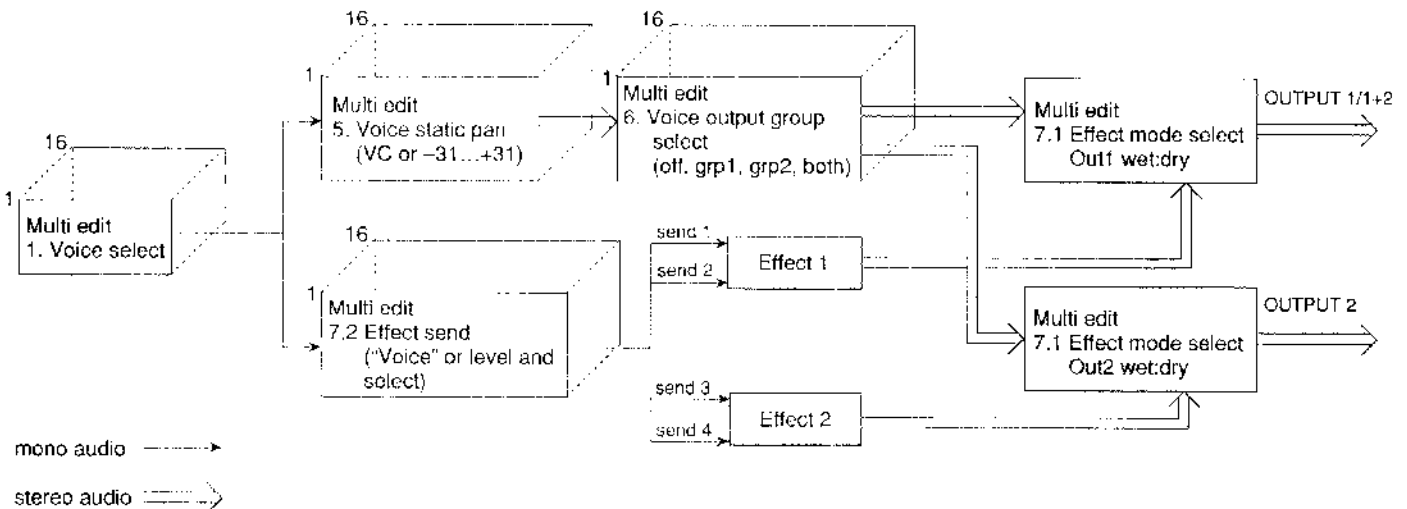 16
16
16
1
1
1
Multi edit
1. Voice select
Multi edit
5. Voice static pan
(VC or –31...+31)
Multi edit
6. Voice output group
select
(off, grp1, grp2, both)
Multi edit
7.1 Effect mode select
Out1 wet:dry
OUTPUT 1/1+2
16
1
Multi edit
7,2 Effect send
("Voice" or level and
select)
send 1
send 2
Effect 1
send 3
send 4
Effect 2
Multi edit
7.1 Effect mode select
Out2 wet:dry
OUTPUT 2
mono audio
stereo audio